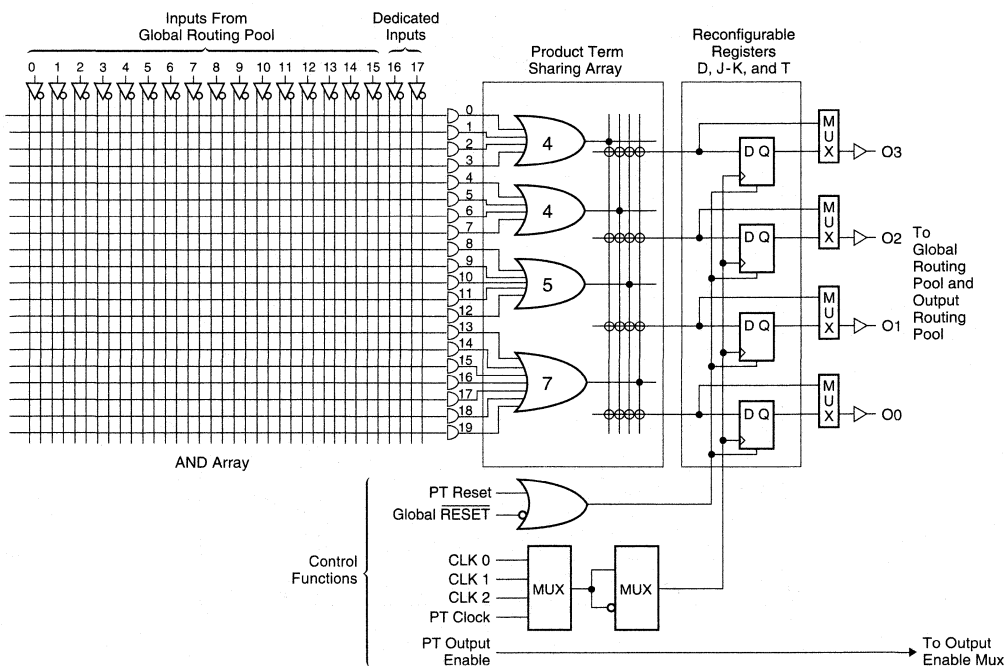 Inputs From
Global Routing Pool
Dedicated
Inputs
0 1 2 3 4 5 6 7 8 9 10 11 12 13 14 15 16 17
Product Term
Sharing Array
Reconfigurable
Registers
D, J-K, and T
0
1
2
3
4
5
6
7
8
9
10
11
12
13
14
15
16
17
18
19
4
4
5
7
D Q
D Q
D Q
D Q
MUX
MUX
MUX
MUX
O3
O2
O1
O0
To
Global
Routing
Pool and
Output
Routing
Pool
AND Array
Control
Functions
PT Reset
Global RESET
CLK 0
CLK 1
CLK 2
PT Clock
MUX
MUX
PT Output
Enable
To Output
Enable Mux